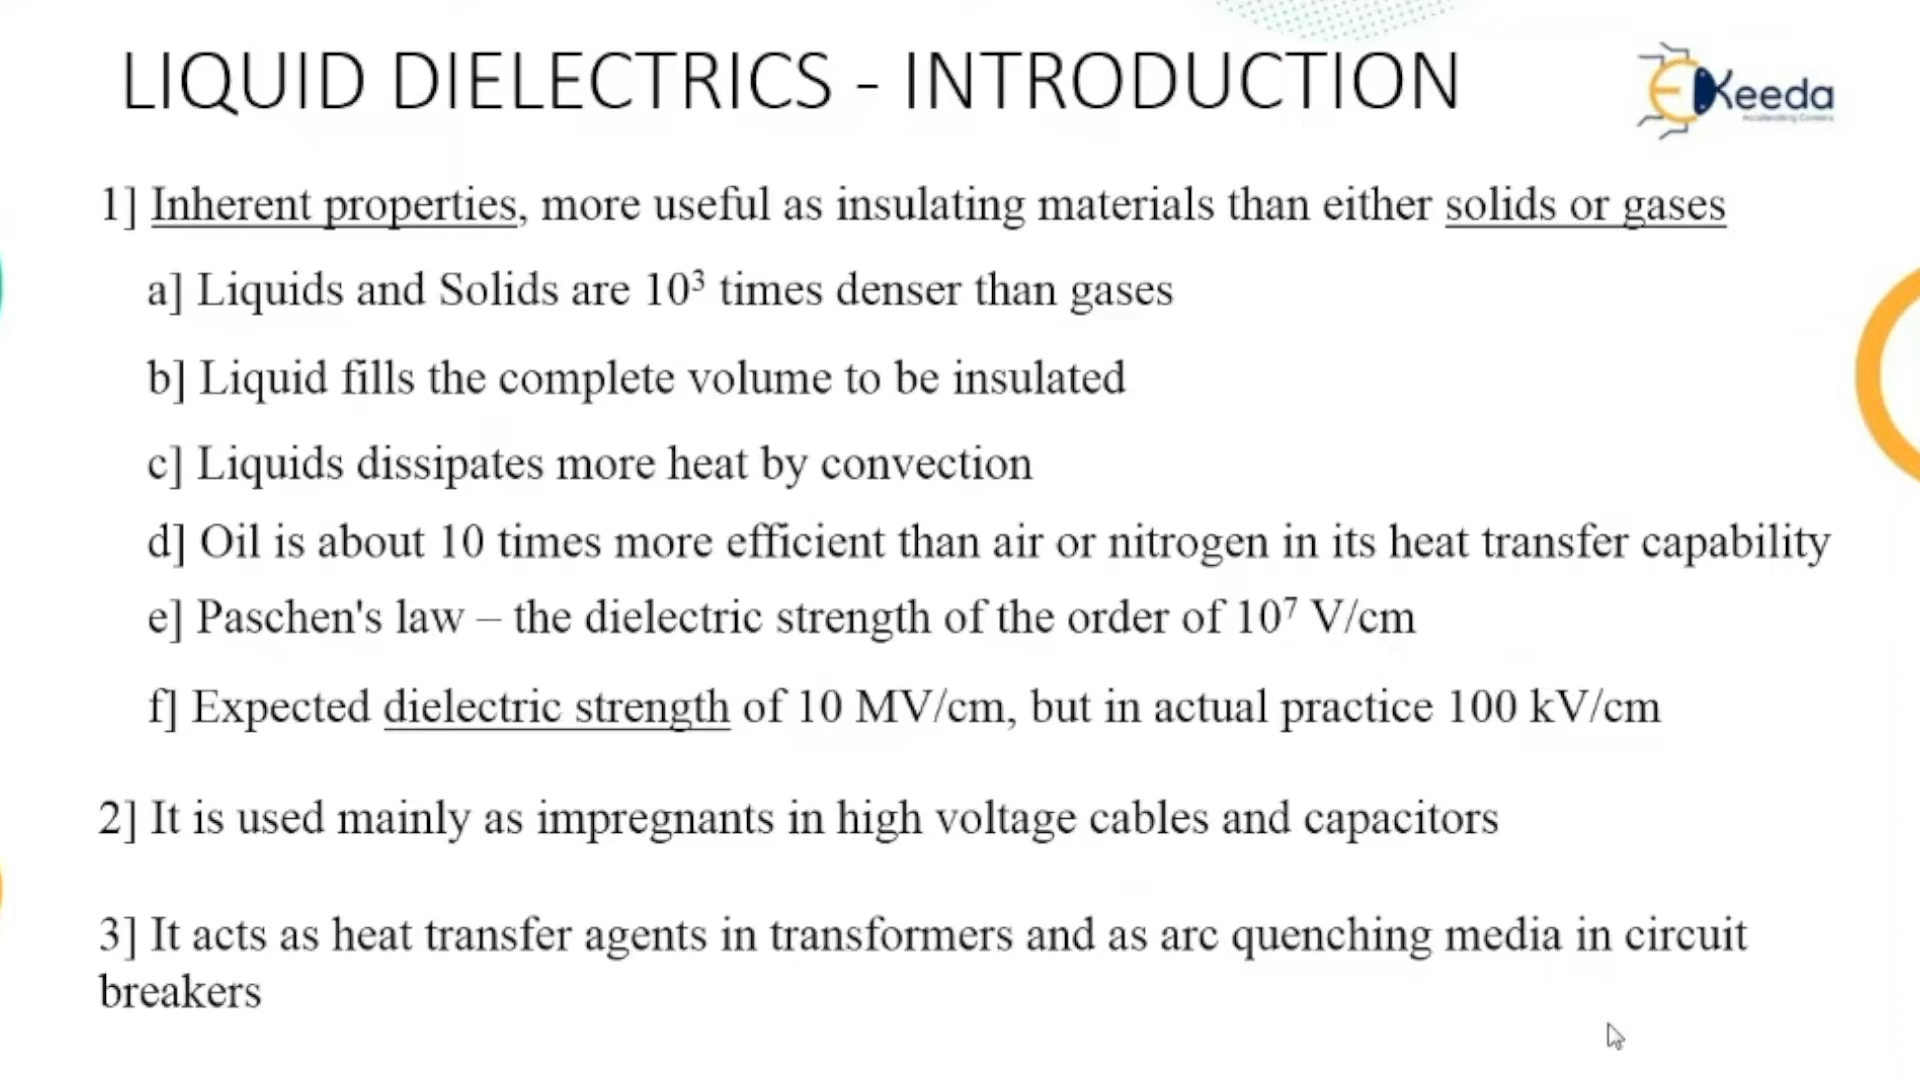 LIQUID DIELECTRICS - INTRODUCTION
EKeeda
Accelerating Careers
1] Inherent properties, more useful as insulating materials than either solids or gases
a] Liquids and Solids are 10³ times denser than gases
b] Liquid fills the complete volume to be insulated
c] Liquids dissipates more heat by convection
d] Oil is about 10 times more efficient than air or nitrogen in its heat transfer capability
e] Paschen's law – the dielectric strength of the order of 10⁷ V/cm
f] Expected dielectric strength of 10 MV/cm, but in actual practice 100 kV/cm
2] It is used mainly as impregnants in high voltage cables and capacitors
3] It acts as heat transfer agents in transformers and as arc quenching media in circuit
breakers